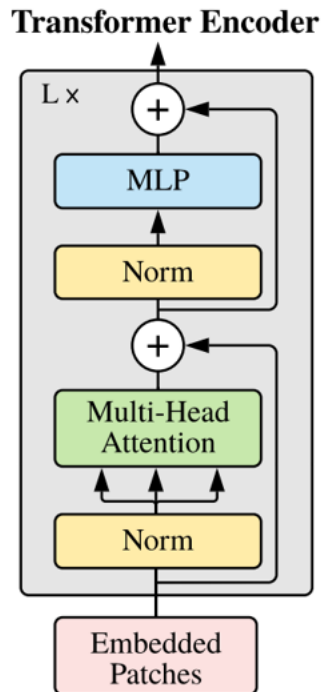 Transformer Encoder
L ×
+
MLP
Norm
+
Multi-Head
Attention
Norm
Embedded
Patches